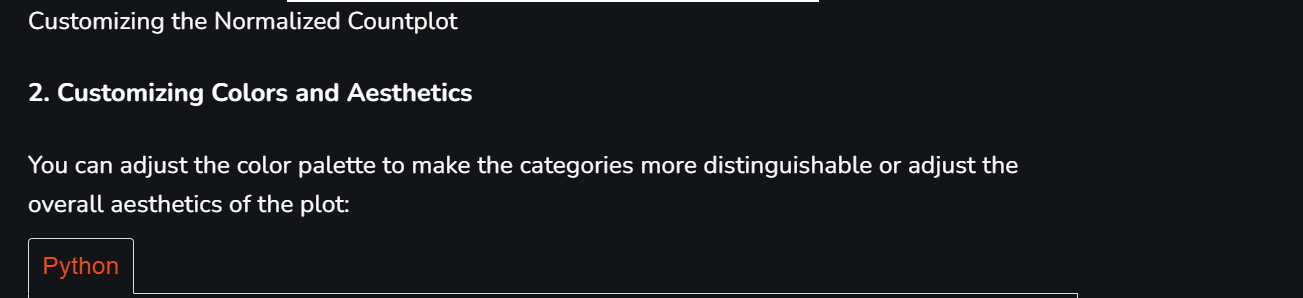 Customizing the Normalized Countplot
2. Customizing Colors and Aesthetics
You can adjust the color palette to make the categories more distinguishable or adjust the
overall aesthetics of the plot:
Python